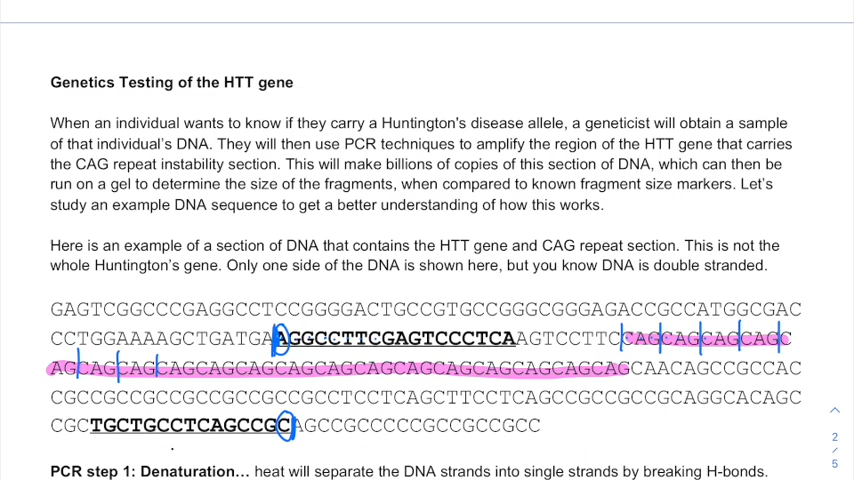 Genetics Testing of the HTT gene
When an individual wants to know if they carry a Huntington's disease allele, a geneticist will obtain a sample
of that individual's DNA. They will then use PCR techniques to amplify the region of the HTT gene that carries
the CAG repeat instability section. This will make billions of copies of this section of DNA, which can then be
run on a gel to determine the size of the fragments, when compared to known fragment size markers. Let's
study an example DNA sequence to get a better understanding of how this works.
Here is an example of a section of DNA that contains the HTT gene and CAG repeat section. This is not the
whole Huntington's gene. Only one side of the DNA is shown here, but you know DNA is double stranded.
GAGTCGGCCCGAGGCCTCCGGGGACTGCCGTGCCGGGCGGGAGACCGCCATGGCGAC
CCTGGAAAAGCTGATGAAGGCCTTCGAGTCCCTCAAGTCCTTCCAGCAGCAGCAGC
AGCAGCAGCAGCAGCAGCAGCAGCAGCAGCAGCAGCAGCAGCAGCAACAGCCGCCAC
CGCCGCCGCCGCCGCCGCCGCCTCCTCAGCTTCCTCAGCCGCCGCCGCAGGCACAGC
CGCTGCTGCCTCAGCCGCAGCCGCCCCCGCCGCCGCC
PCR step 1: Denaturation… heat will separate the DNA strands into single strands by breaking H-bonds.
2
/
5